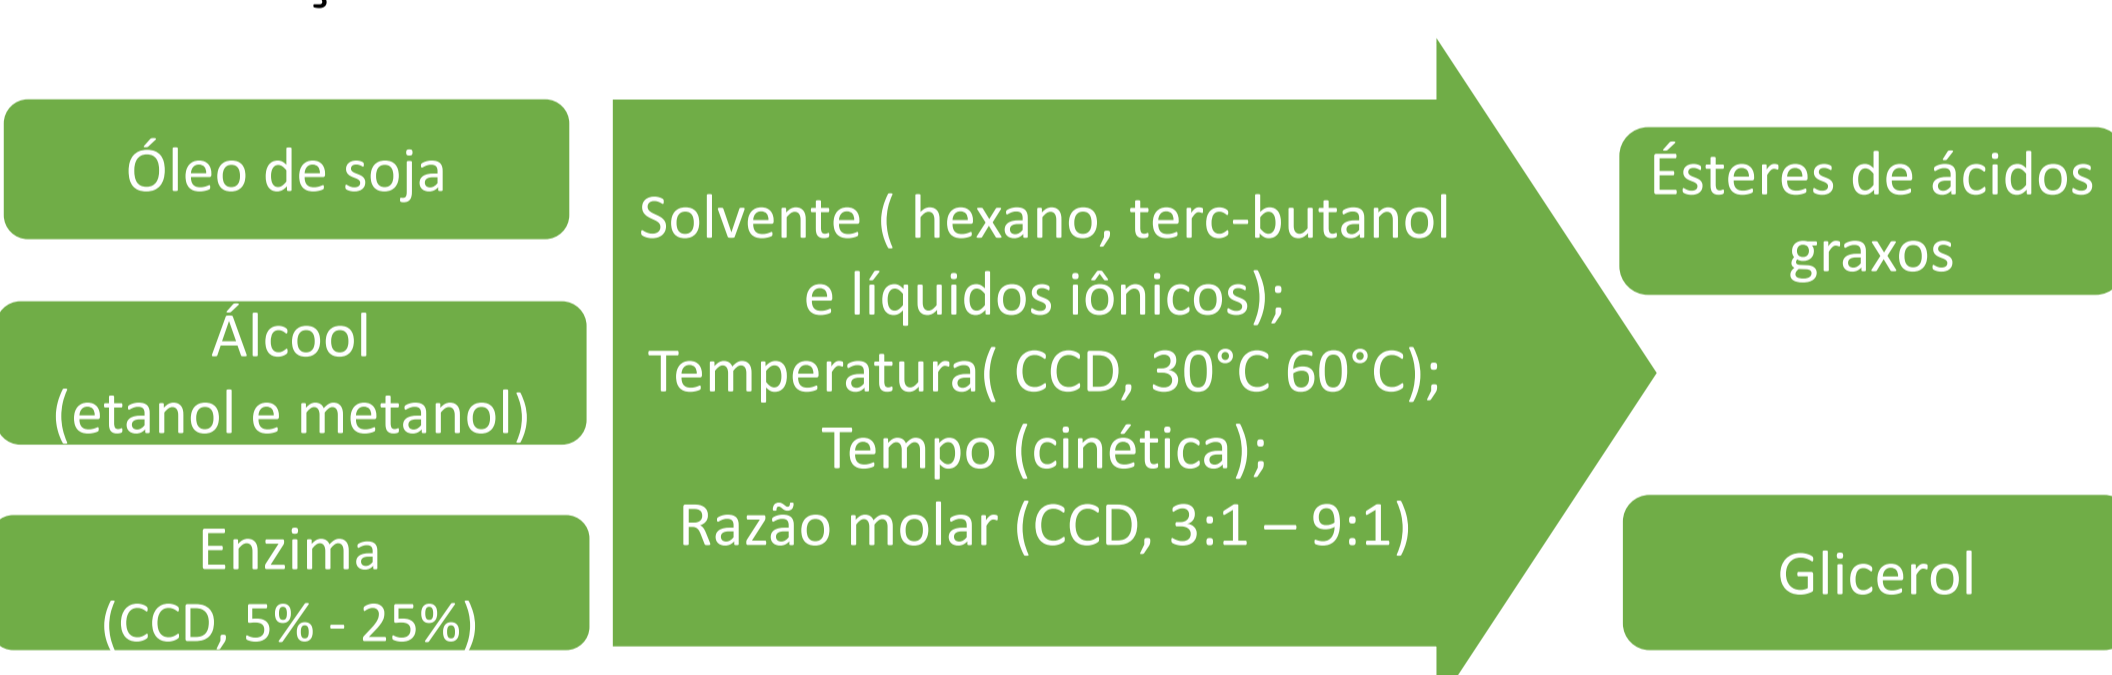 Óleo de soja
Álcool
(etanol e metanol)
Enzima
(CCD, 5% - 25%)
Solvente ( hexano, terc-butanol
e líquidos iônicos);
Temperatura( CCD, 30°C 60°C);
Tempo (cinética);
Razão molar (CCD, 3:1 – 9:1)
Ésteres de ácidos
graxos
Glicerol